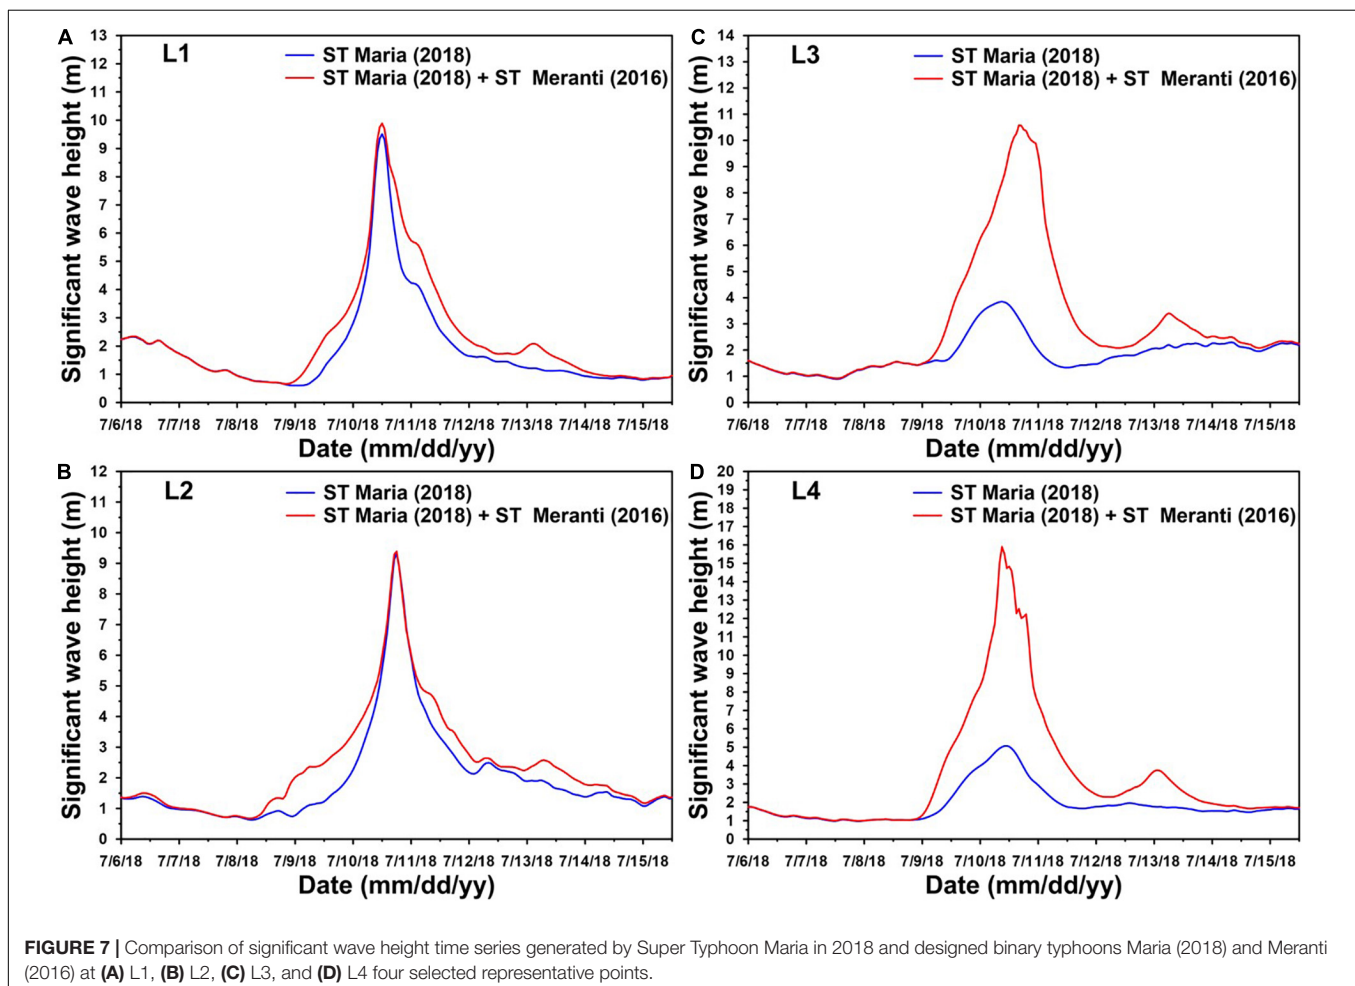 A
L1
ST Maria (2018)
ST Maria (2018) + ST Meranti (2016)
Significant wave height (m)
13
12
11
10
9
8
7
6
5
4
3
2
1
0
7/6/18 7/7/18 7/8/18 7/9/18 7/10/18 7/11/18 7/12/18 7/13/18 7/14/18 7/15/18
Date (mm/dd/yy)
C
L3
ST Maria (2018)
ST Maria (2018) + ST Meranti (2016)
Significant wave height (m)
14
13
12
11
10
9
8
7
6
5
4
3
2
1
0
7/6/18 7/7/18 7/8/18 7/9/18 7/10/18 7/11/18 7/12/18 7/13/18 7/14/18 7/15/18
Date (mm/dd/yy)
B
L2
ST Maria (2018)
ST Maria (2018) + ST Meranti (2016)
Significant wave height (m)
12
11
10
9
8
7
6
5
4
3
2
1
0
7/6/18 7/7/18 7/8/18 7/9/18 7/10/18 7/11/18 7/12/18 7/13/18 7/14/18 7/15/18
Date (mm/dd/yy)
D
L4
ST Maria (2018)
ST Maria (2018) + ST Meranti (2016)
Significant wave height (m)
20
19
18
17
16
15
14
13
12
11
10
9
8
7
6
5
4
3
2
1
0
7/6/18 7/7/18 7/8/18 7/9/18 7/10/18 7/11/18 7/12/18 7/13/18 7/14/18 7/15/18
Date (mm/dd/yy)
FIGURE 7 | Comparison of significant wave height time series generated by Super Typhoon Maria in 2018 and designed binary typhoons Maria (2018) and Meranti
(2016) at (A) L1, (B) L2, (C) L3, and (D) L4 four selected representative points.